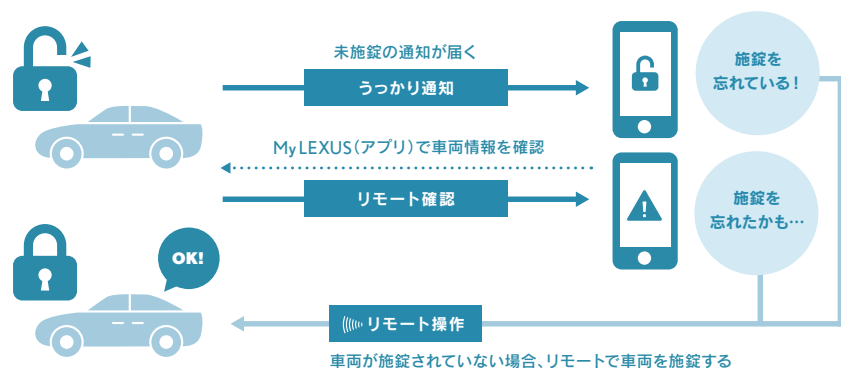 未施錠の通知が届く
うっかり通知
施錠を
忘れている!
My LEXUS(アプリ)で車両情報を確認
リモート確認
施錠を
忘れたかも…
OK!
リモート操作
車両が施錠されていない場合、リモートで車両を施錠する